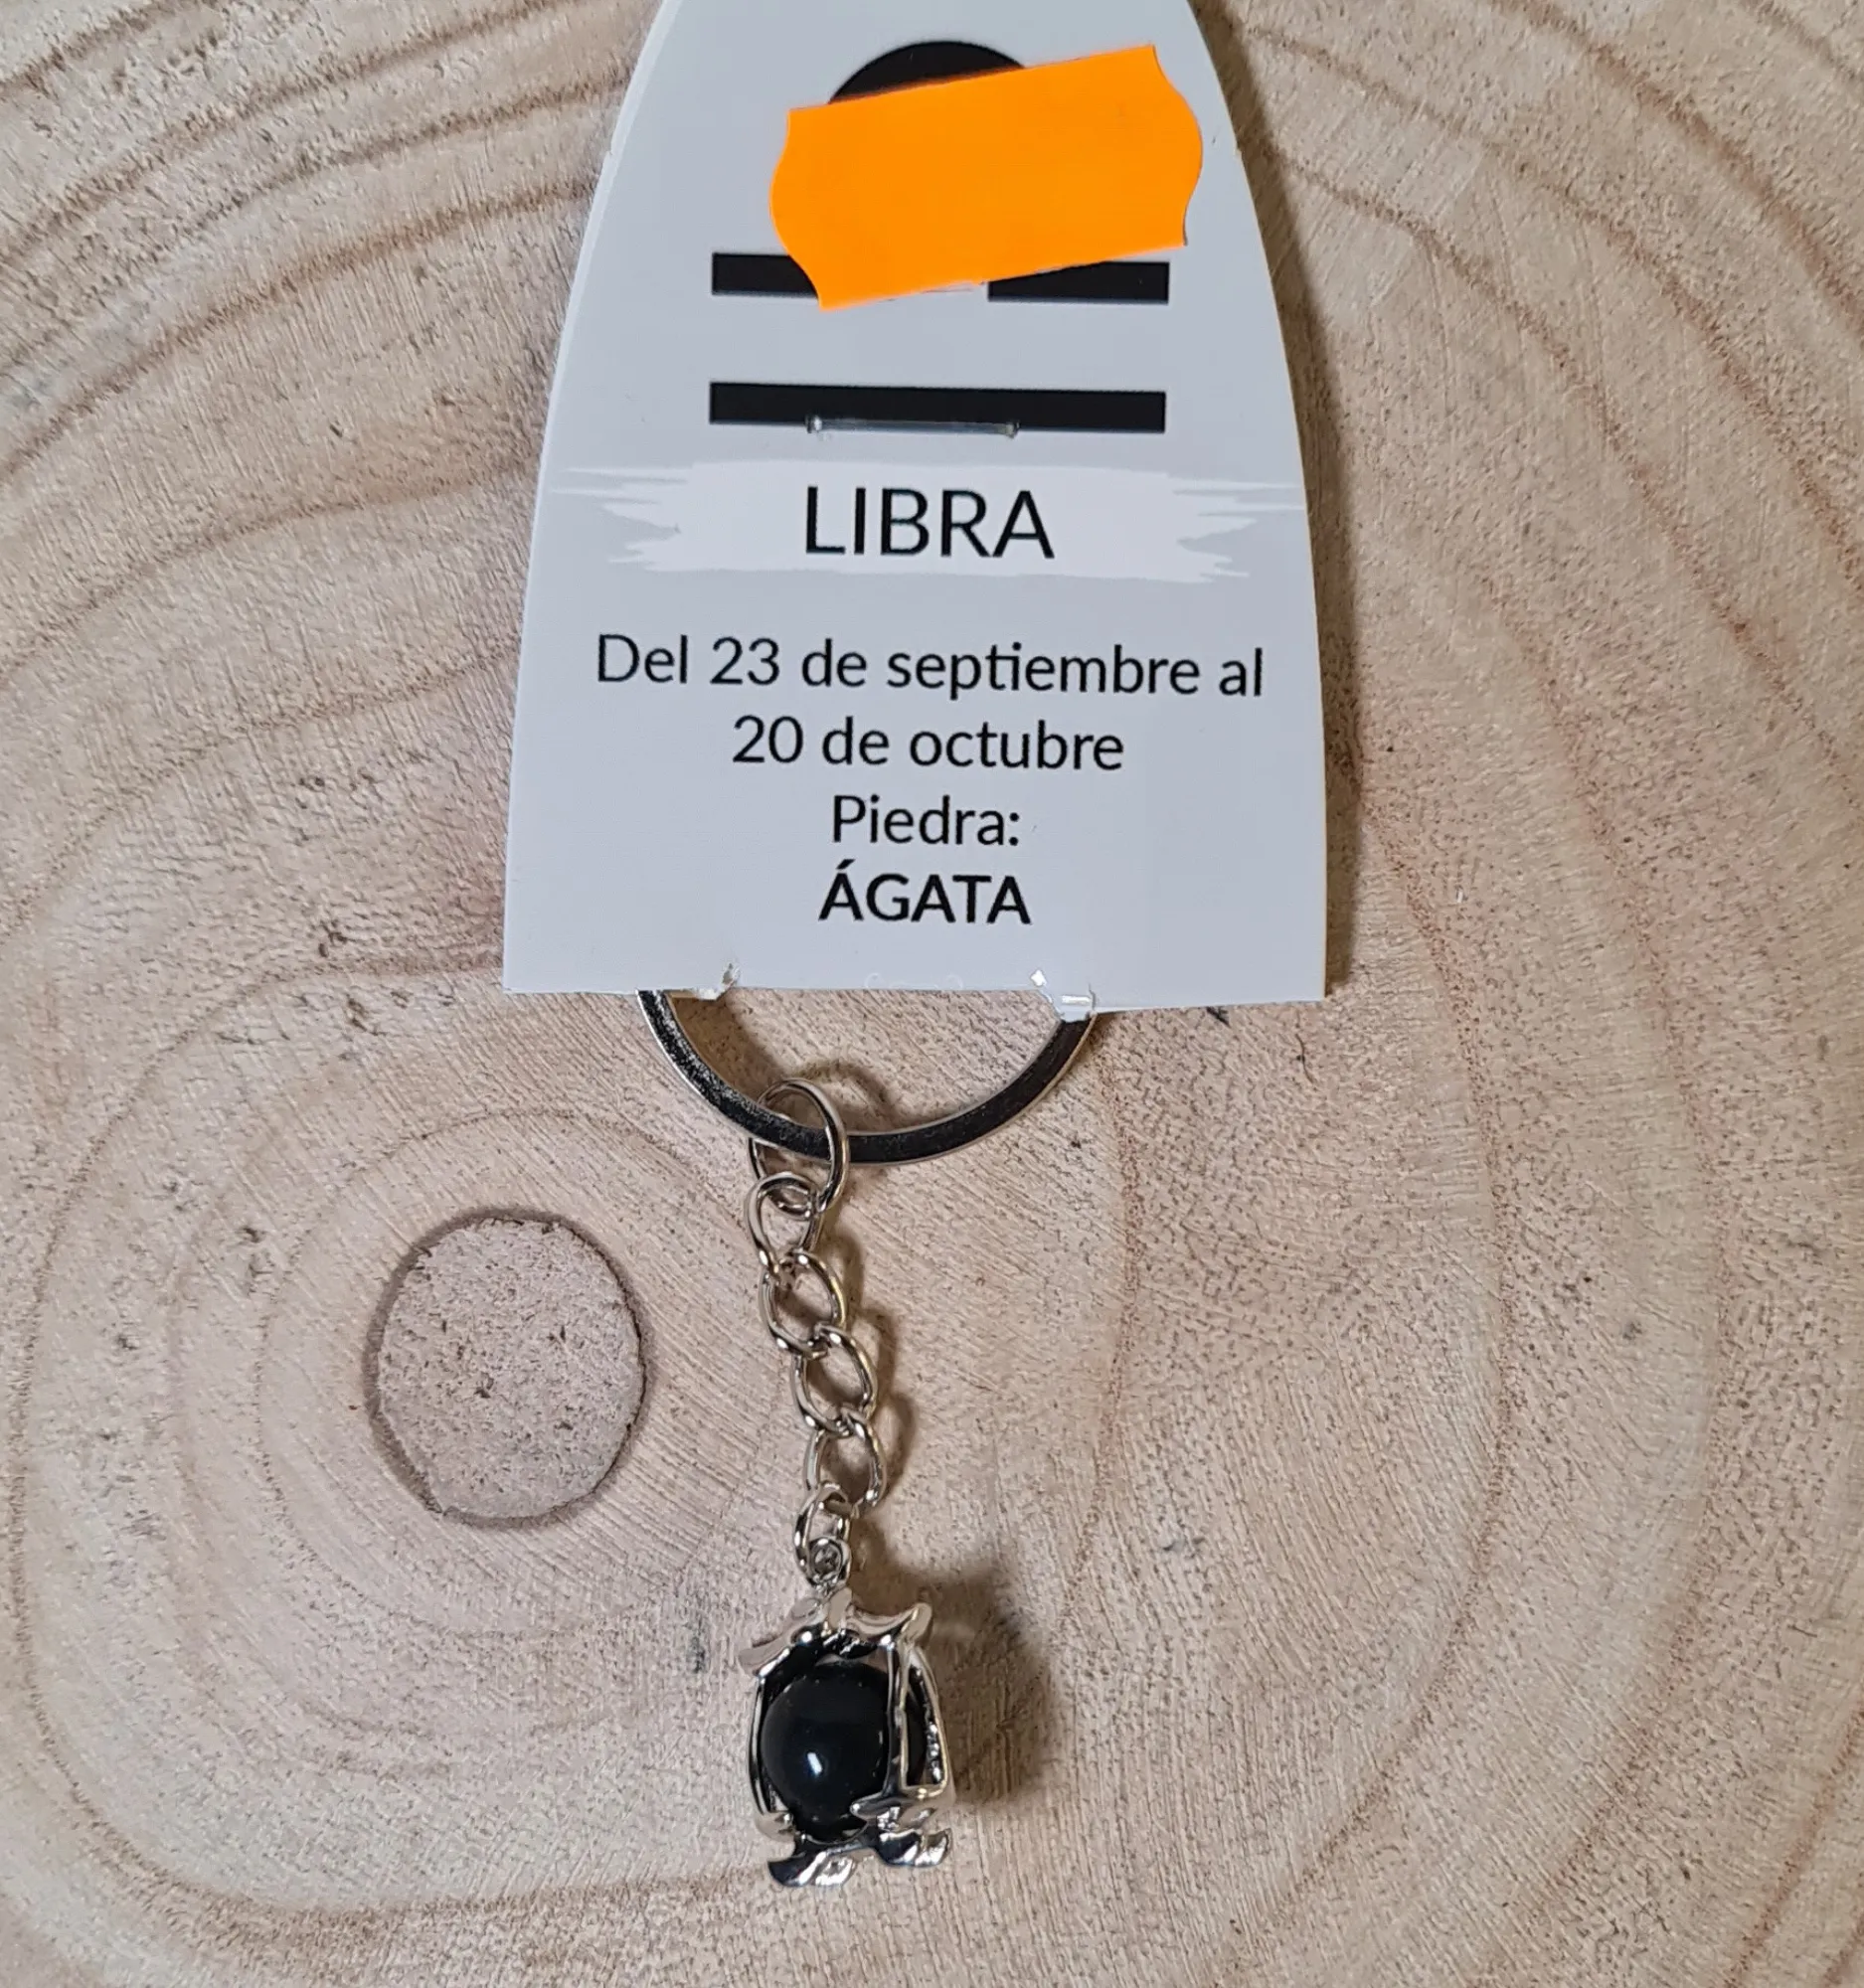 LIBRA
Del 23 de septiembre al
20 de octubre
Piedra:
ÁGATA